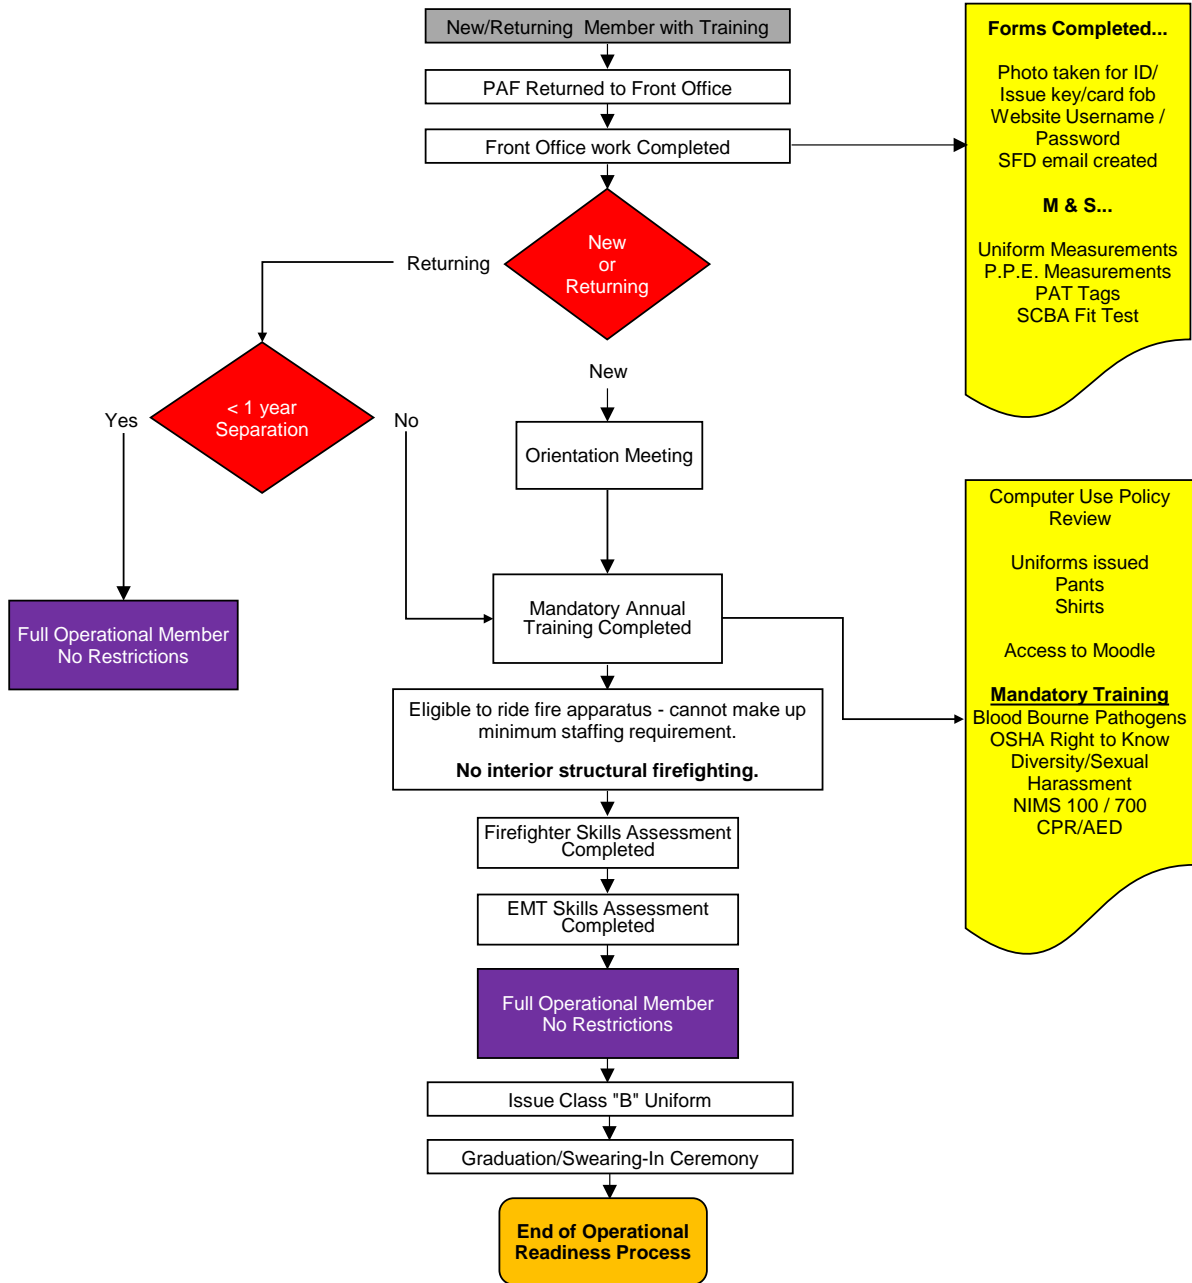 New/Returning  Member with Training
PAF Returned to Front Office
Front Office work Completed
Forms Completed...
Photo taken for ID/
Issue key/card fob
Website Username /
Password
SFD email created
M & S...
Uniform Measurements
P.P.E. Measurements
PAT Tags
SCBA Fit Test
New
or
Returning
Returning
New
< 1 year
Separation
Yes
No
Orientation Meeting
Full Operational Member
No Restrictions
Mandatory Annual
Training Completed
Computer Use Policy
Review
Uniforms issued
Pants
Shirts
Access to Moodle
Mandatory Training
Blood Bourne Pathogens
OSHA Right to Know
Diversity/Sexual
Harassment
NIMS 100 / 700
CPR/AED
Eligible to ride fire apparatus - cannot make up
minimum staffing requirement.
No interior structural firefighting.
Firefighter Skills Assessment
Completed
EMT Skills Assessment
Completed
Full Operational Member
No Restrictions
Issue Class "B" Uniform
Graduation/Swearing-In Ceremony
End of Operational
Readiness Process